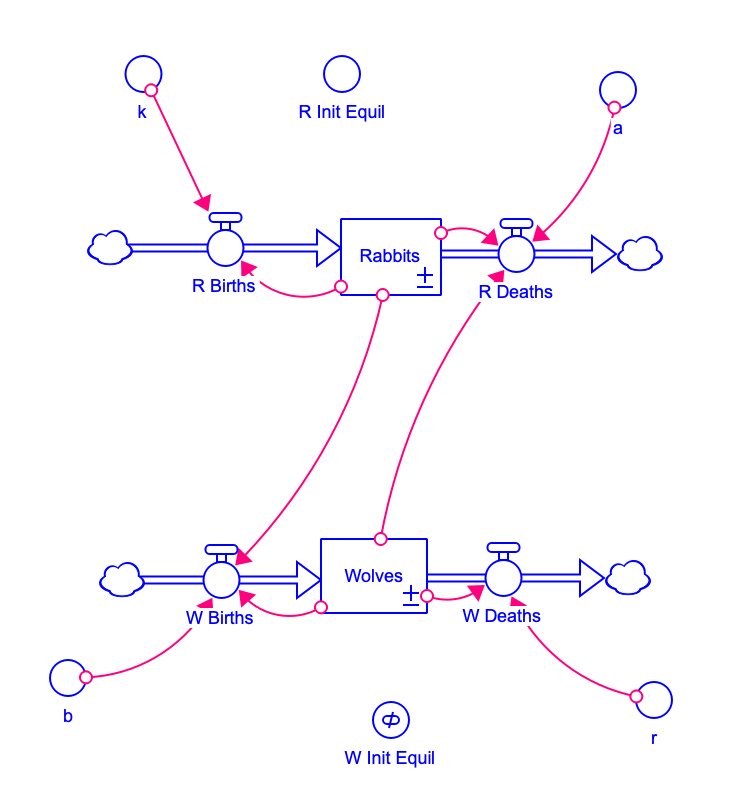 k
R Init Equil
a
Rabbits
±
R Births
R Deaths
Wolves
±
W Births
W Deaths
b
r
W Init Equil